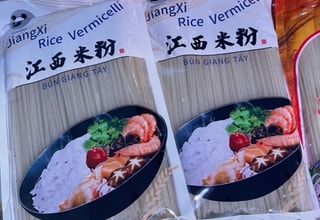 JiangXi
Rice Vermicelli
江西米粉
BÚN GIANG TÂY
JiangXi
Rice Vermicelli
江西米粉
BÚN GIANG TÂY